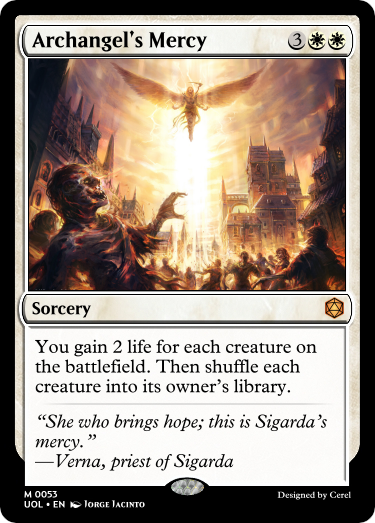 Archangel's Mercy 3
Sorcery
You gain 2 life for each creature on
the battlefield. Then shuffle each
creature into its owner's library.
“She who brings hope; this is Sigarda's
mercy.”
—Verna, priest of Sigarda
M 0053
UOL • EN Jorge Jacinto
Designed by Cerel